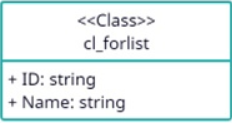 <<Class>>
cl_forlist
+ ID: string
+ Name: string